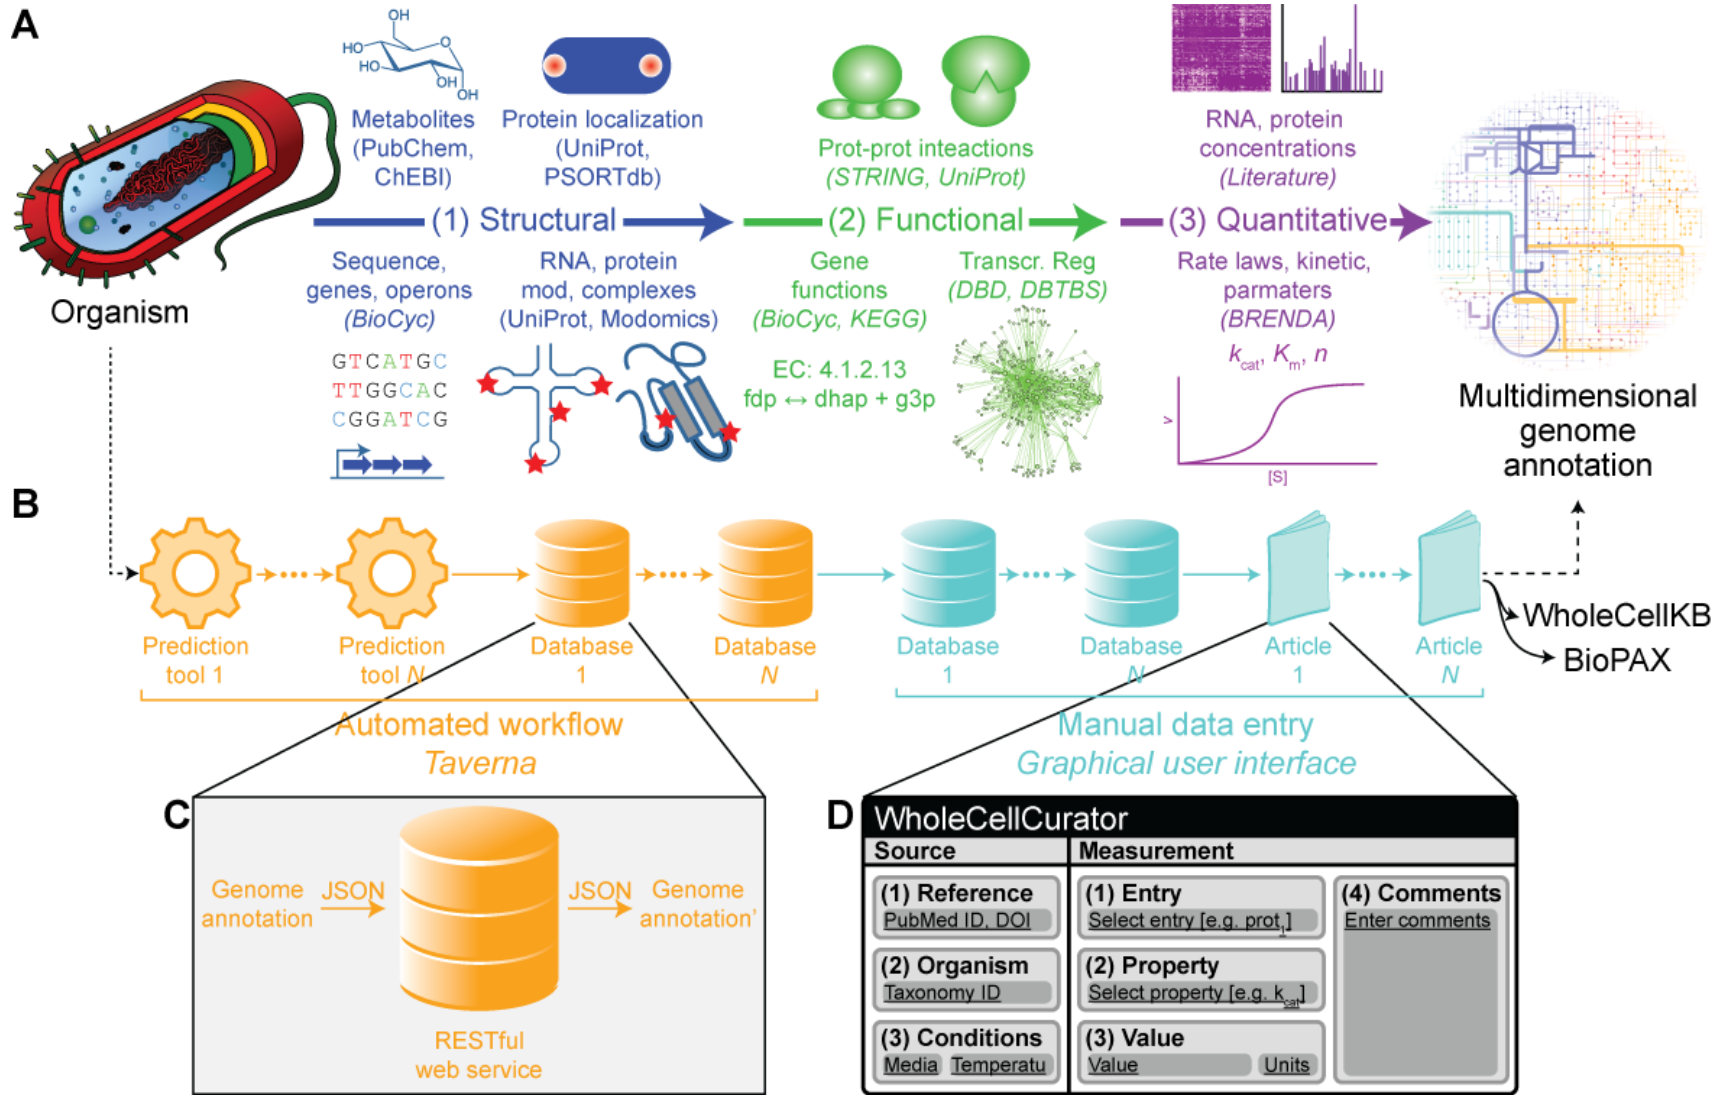 A
OH
HO
O
HO
OH
OH
Metabolites
(PubChem,
ChEBI)
Protein localization
(UniProt,
PSORTdb)
Prot-prot inteactions
(STRING, UniProt)
RNA, protein
concentrations
(Literature)
(1) Structural
(2) Functional
(3) Quantitative
Organism
Sequence,
genes, operons
(BioCyc)
GTCATGC
TTGGCAC
CGGATCG
RNA, protein
mod, complexes
(UniProt, Modomics)
Gene
functions
(BioCyc, KEGG)
EC: 4.1.2.13
fdp ↔ dhap + g3p
Transcr. Reg
(DBD, DBTBS)
Rate laws, kinetic,
parmaters
(BRENDA)
kcat, Km, n
v
[S]
Multidimensional
genome
annotation
B
Prediction
tool 1
Prediction
tool N
Database
1
Database
N
Database
1
Database
N
Article
1
Article
N
WholeCellKB
BioPAX
Automated workflow
Taverna
Manual data entry
Graphical user interface
C
Genome
annotation
JSON
JSON
Genome
annotation'
RESTful
web service
D
WholeCellCurator
Source
Measurement
(1) Reference
PubMed ID, DOI
(2) Organism
Taxonomy ID
(3) Conditions
Media
Temperatu
(1) Entry
Select entry [e.g. prot1]
(2) Property
Select property [e.g. kcat]
(3) Value
Value
Units
(4) Comments
Enter comments